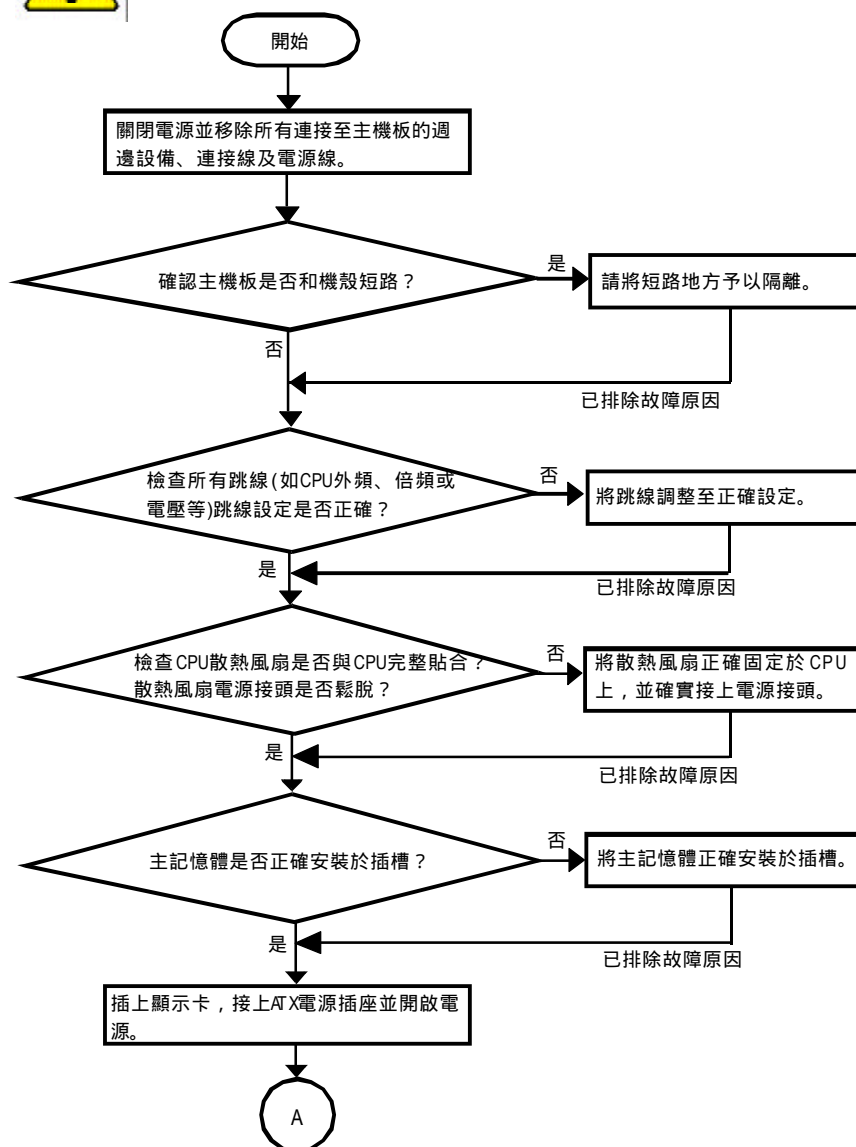 開始
關閉電源並移除所有連接至主機板的週
邊設備、連接線及電源線。
確認主機板是否和機殼短路？
是
請將短路地方予以隔離。
否
已排除故障原因
檢查所有跳線(如CPU外頻、倍頻或
電壓等)跳線設定是否正確？
否
將跳線調整至正確設定。
是
已排除故障原因
檢查CPU散熱風扇是否與CPU完整貼合？
散熱風扇電源接頭是否鬆脫？
否
將散熱風扇正確固定於CPU
上，並確實接上電源接頭。
是
已排除故障原因
主記憶體是否正確安裝於插槽？
否
將主記憶體正確安裝於插槽。
是
已排除故障原因
插上顯示卡，接上ATX電源插座並開啟電
源。
A